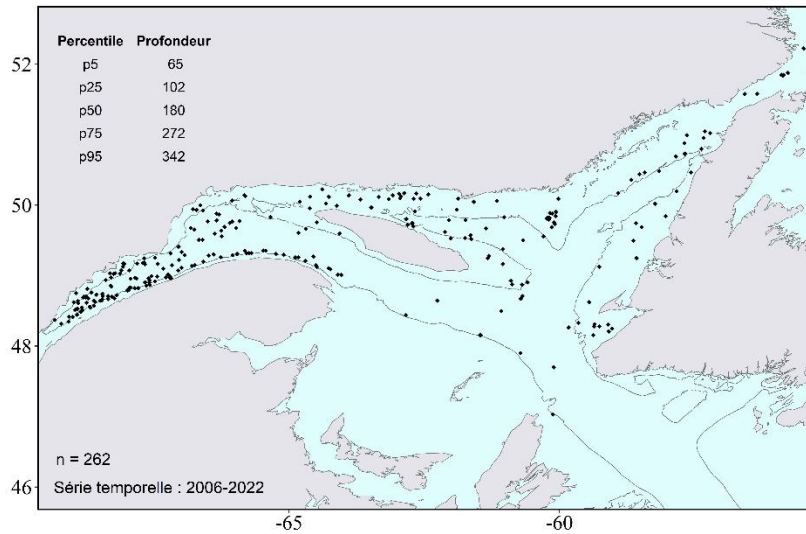 Percentile Profondeur
p5 65
p25 102
p50 180
p75 272
p95 342
52
50
48
46
n = 262
Série temporelle : 2006-2022
-65 -60